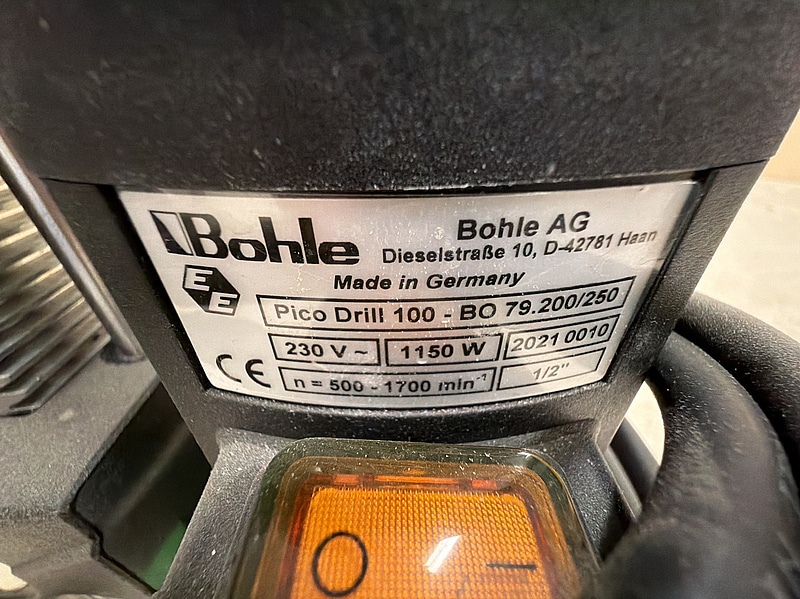 Bohle
Bohle AG
Dieselstraße 10, D-42781 Haan
Made in Germany
EE
Pico Drill 100 - BO 79.200/250
230 V ~ 1150 W 2021 0010
CE n = 500 - 1700 min⁻¹ 1/2"
O –